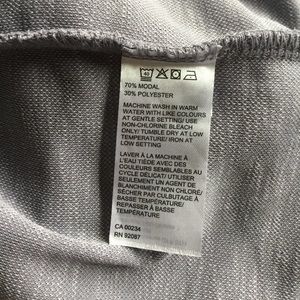 40
70% MODAL
30% POLYESTER
MACHINE WASH IN WARM
WATER WITH LIKE COLOURS
AT GENTLE SETTING/ USE
NON-CHLORINE BLEACH
ONLY/ TUMBLE DRY AT LOW
TEMPERATURE/ IRON AT
LOW SETTING
LAVER À LA MACHINE À
L'EAU TIÈDE AVEC DES
COULEURS SEMBLABLES AU
CYCLE DÉLICAT/ UTILISER
SEULEMENT UN AGENT DE
BLANCHIMENT NON CHLORÉ/
SÉCHER PAR CULBUTAGE À
BASSE TEMPÉRATURE/
REPASSER À BASSE
TEMPÉRATURE
CA 00234
RN 92087